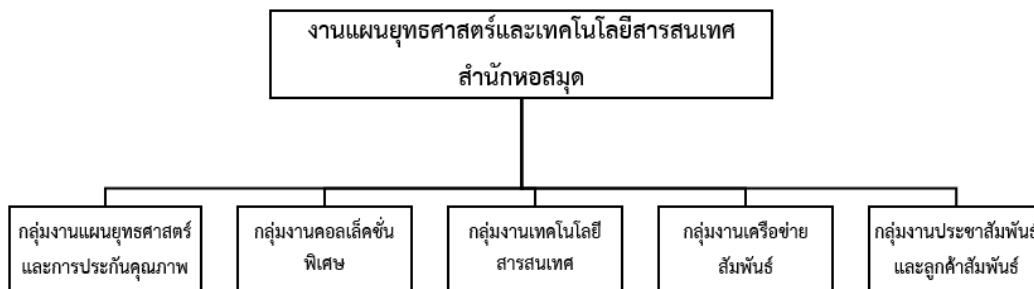 งานแผนยุทธศาสตร์และเทคโนโลยีสารสนเทศ
สำนักหอสมุด
กลุ่มงานแผนยุทธศาสตร์
และการประกันคุณภาพ
กลุ่มงานคอลเล็คชั่น
พิเศษ
กลุ่มงานเทคโนโลยี
สารสนเทศ
กลุ่มงานเครือข่าย
สัมพันธ์
กลุ่มงานประชาสัมพันธ์
และลูกค้าสัมพันธ์